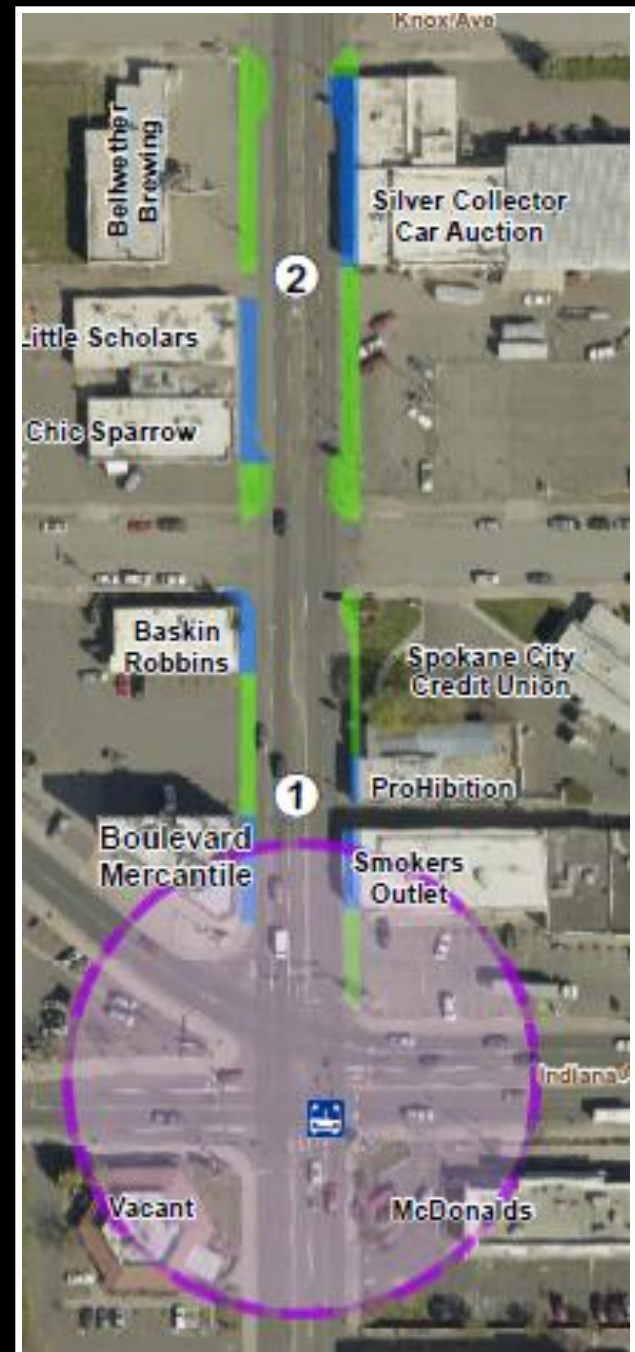 Knox Ave
Bellwether
Brewing
Silver Collector
Car Auction
2
Little Scholars
Chic Sparrow
Baskin
Robbins
Spokane City
Credit Union
1
ProHibition
Boulevard
Mercantile
Smokers
Outlet
Indiana A
Vacant
McDonalds